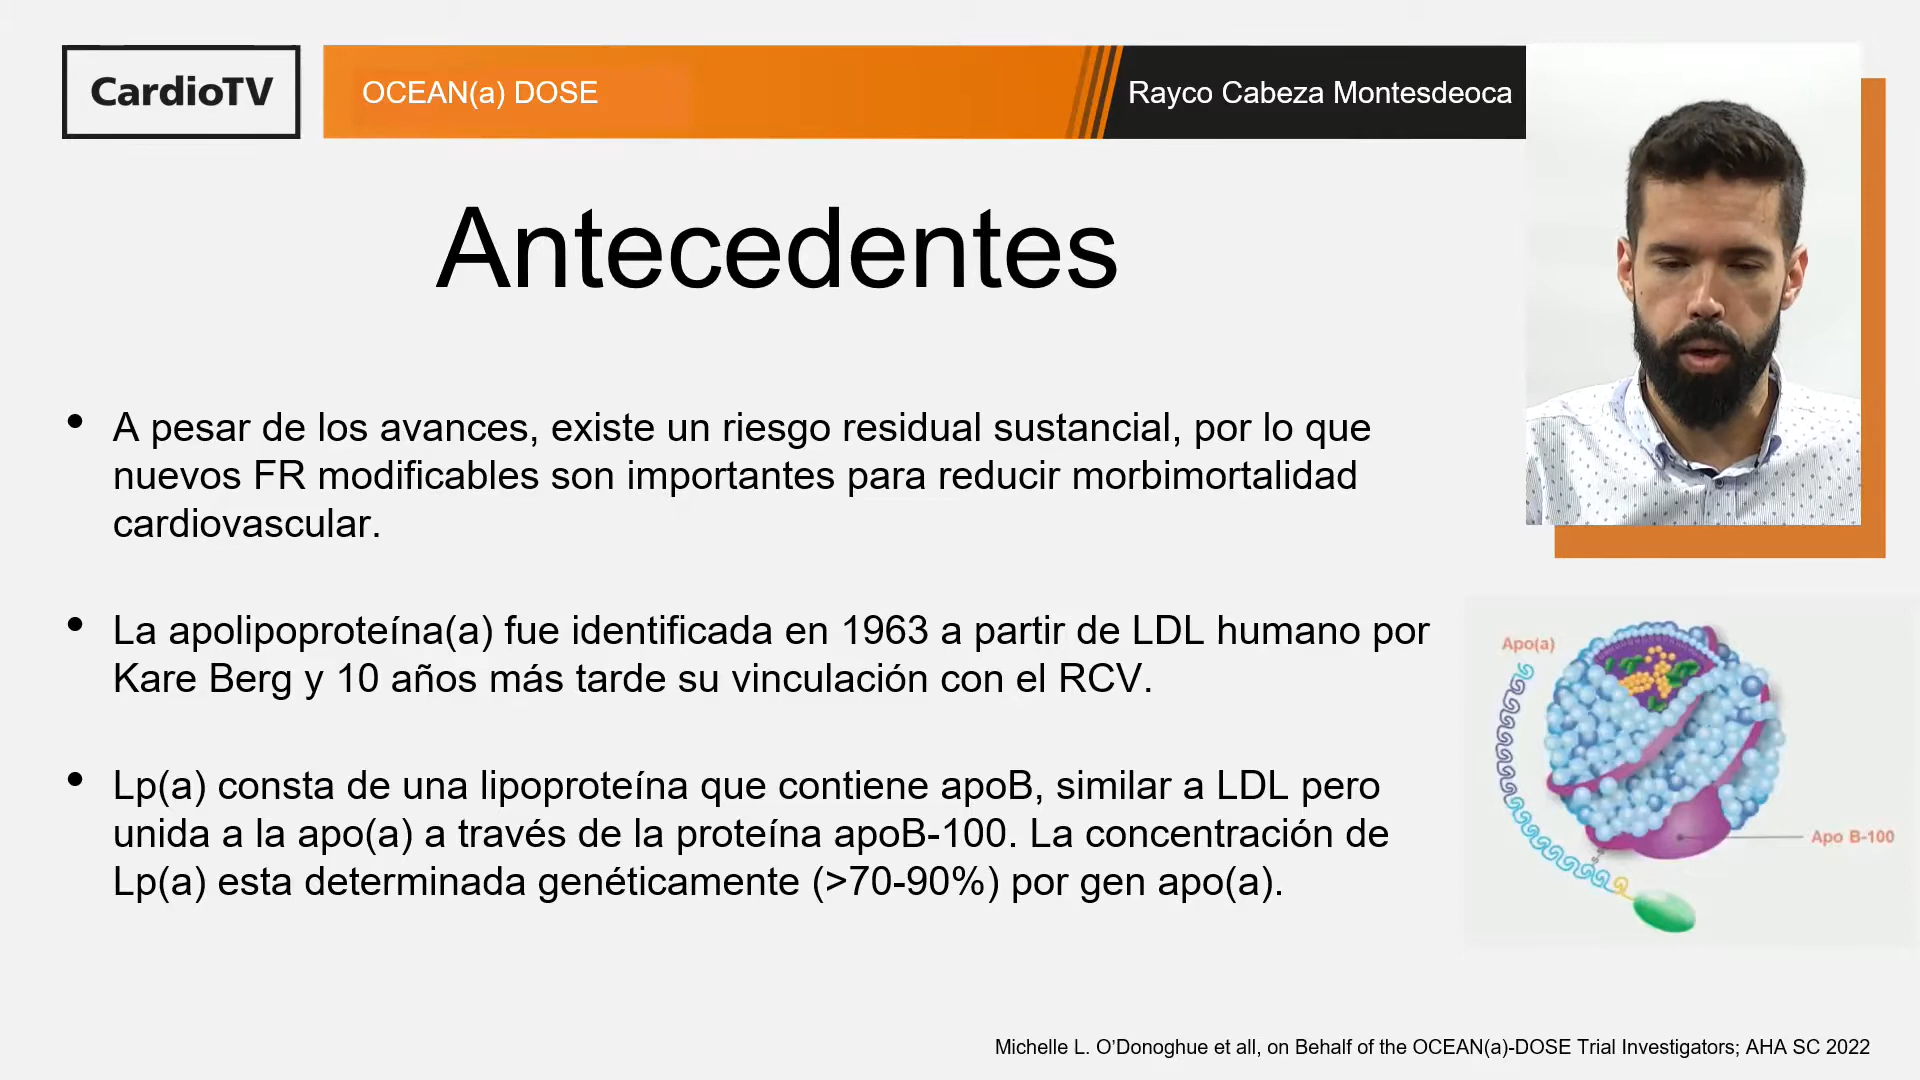 CardioTV
OCEAN(a) DOSE
Rayco Cabeza Montesdeoca
Antecedentes
• A pesar de los avances, existe un riesgo residual sustancial, por lo que
nuevos FR modificables son importantes para reducir morbimortalidad
cardiovascular.
• La apolipoproteína(a) fue identificada en 1963 a partir de LDL humano por
Kare Berg y 10 años más tarde su vinculación con el RCV.
• Lp(a) consta de una lipoproteína que contiene apoB, similar a LDL pero
unida a la apo(a) a través de la proteína apoB-100. La concentración de
Lp(a) esta determinada genéticamente (>70-90%) por gen apo(a).
Apo(a)
Apo B-100
Michelle L. O’Donoghue et all, on Behalf of the OCEAN(a)-DOSE Trial Investigators; AHA SC 2022